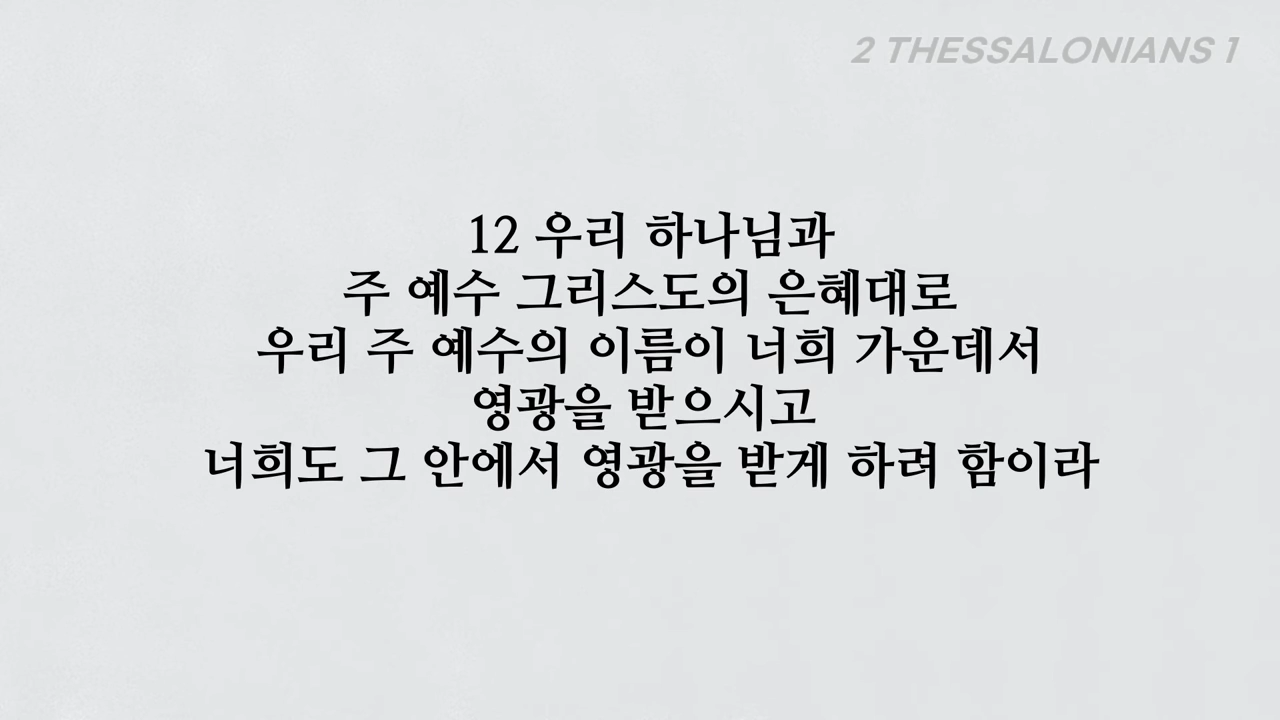 2 THESSALONIANS 1
12 우리 하나님과
주 예수 그리스도의 은혜대로
우리 주 예수의 이름이 너희 가운데서
영광을 받으시고
너희도 그 안에서 영광을 받게 하려 함이라